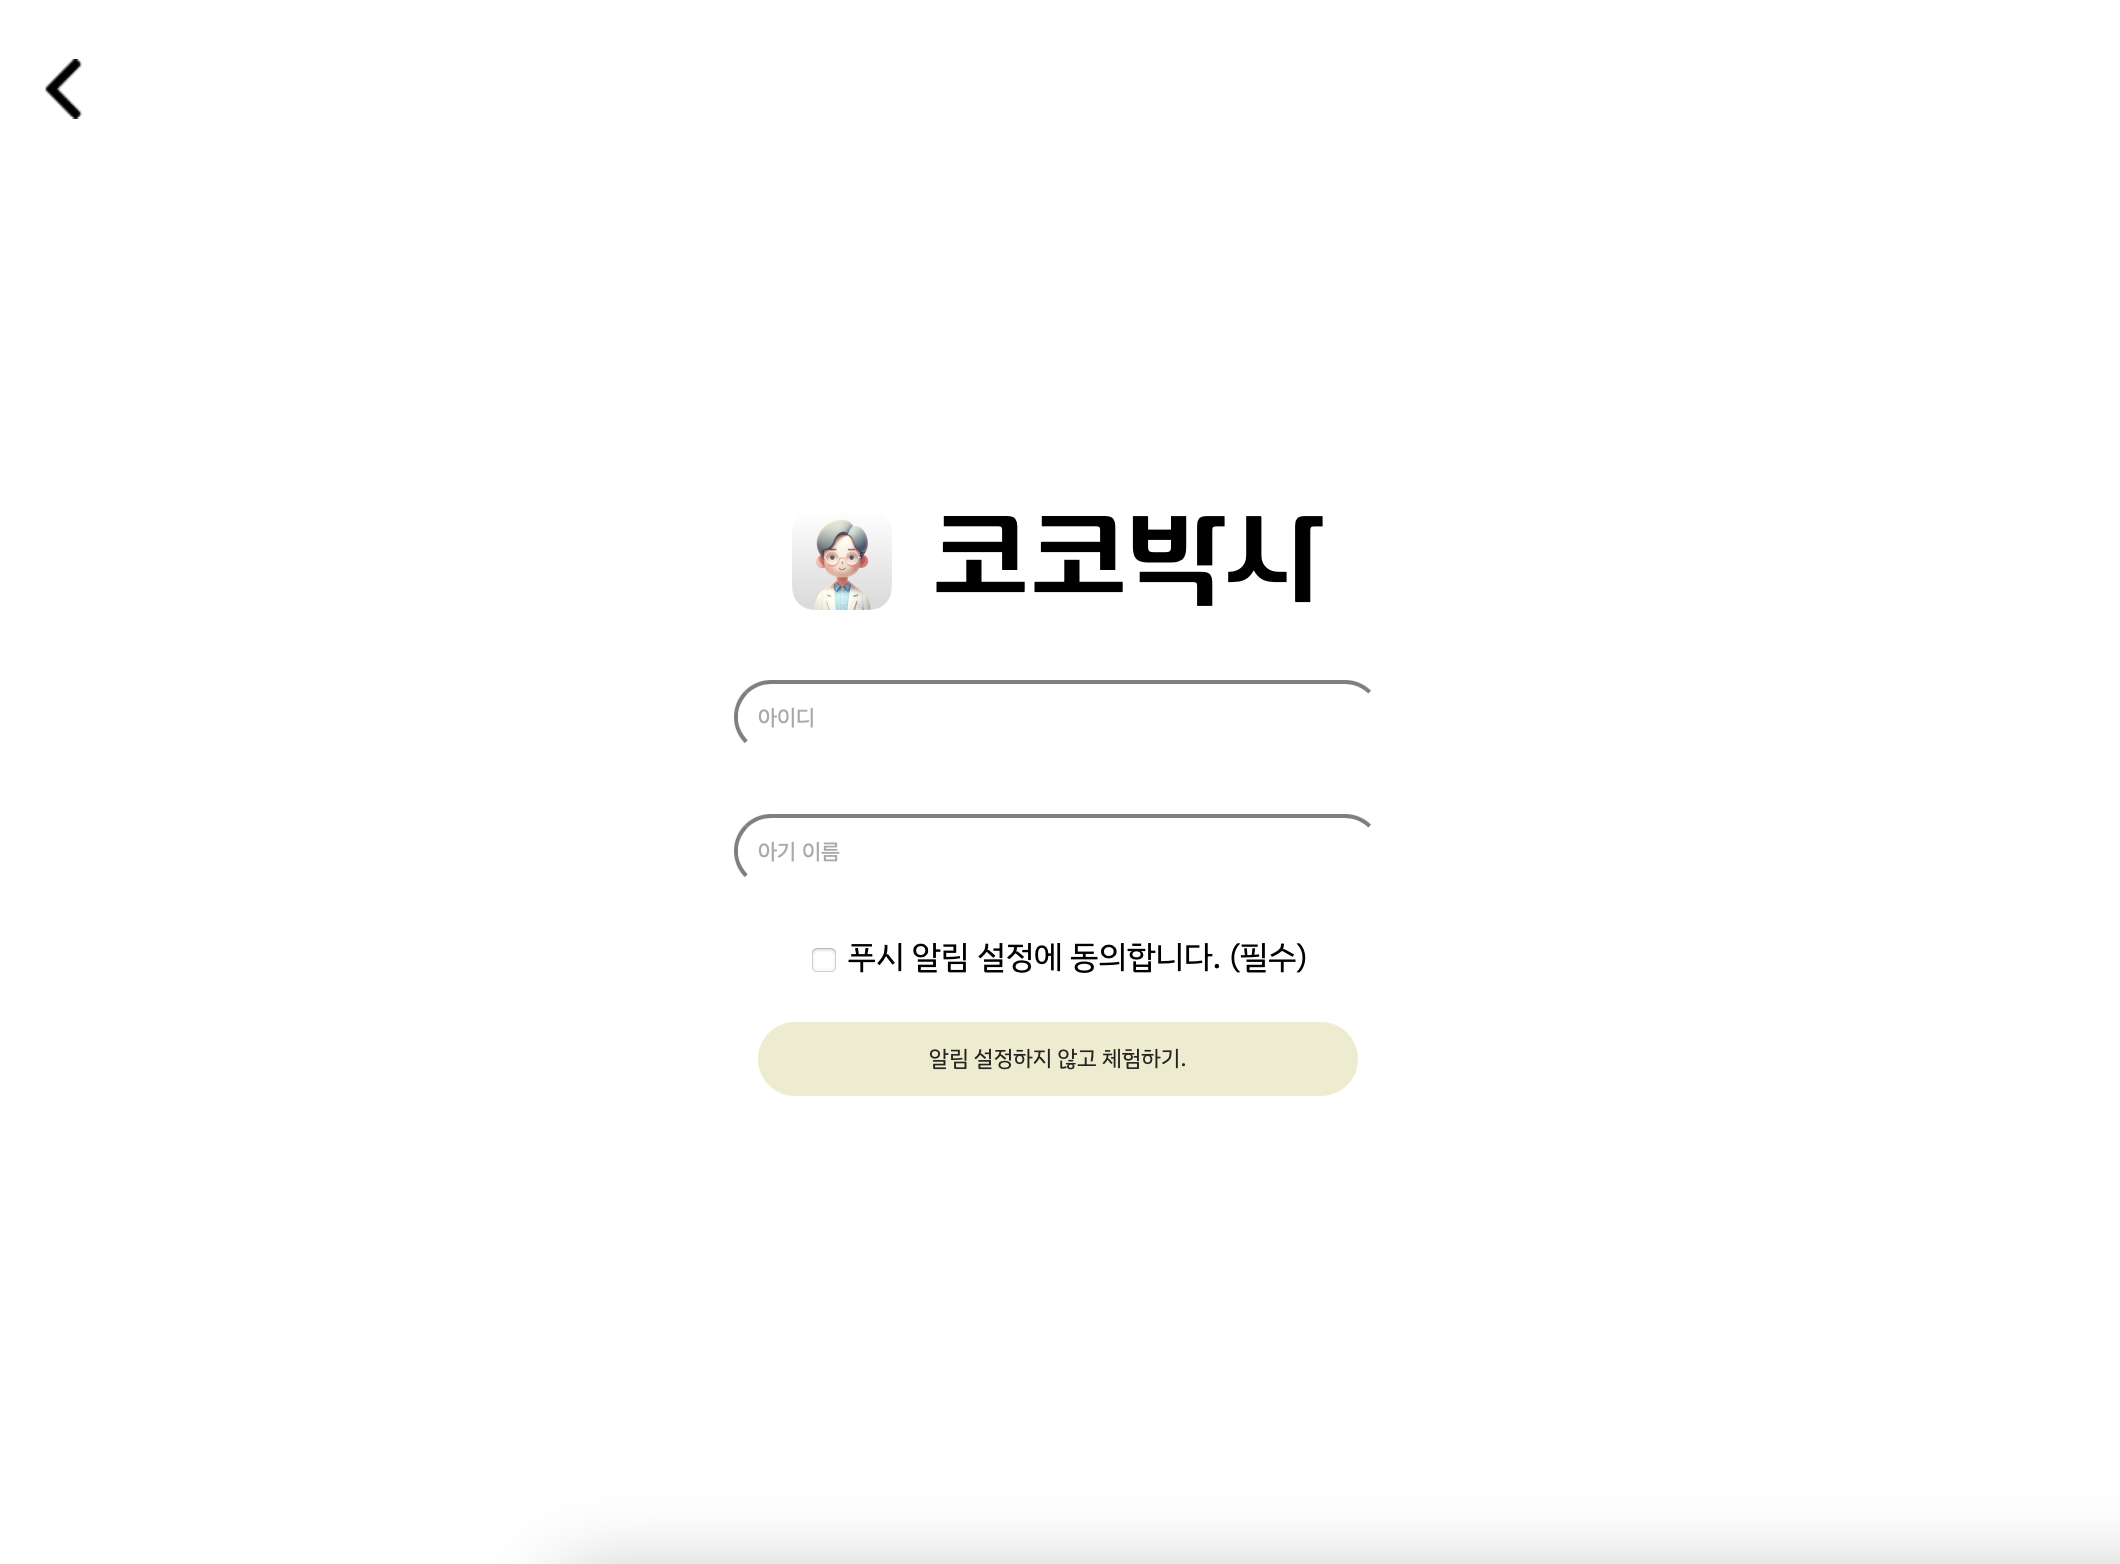 코코박사
아이디
아기 이름
푸시 알림 설정에 동의합니다. (필수)
알림 설정하지 않고 체험하기.